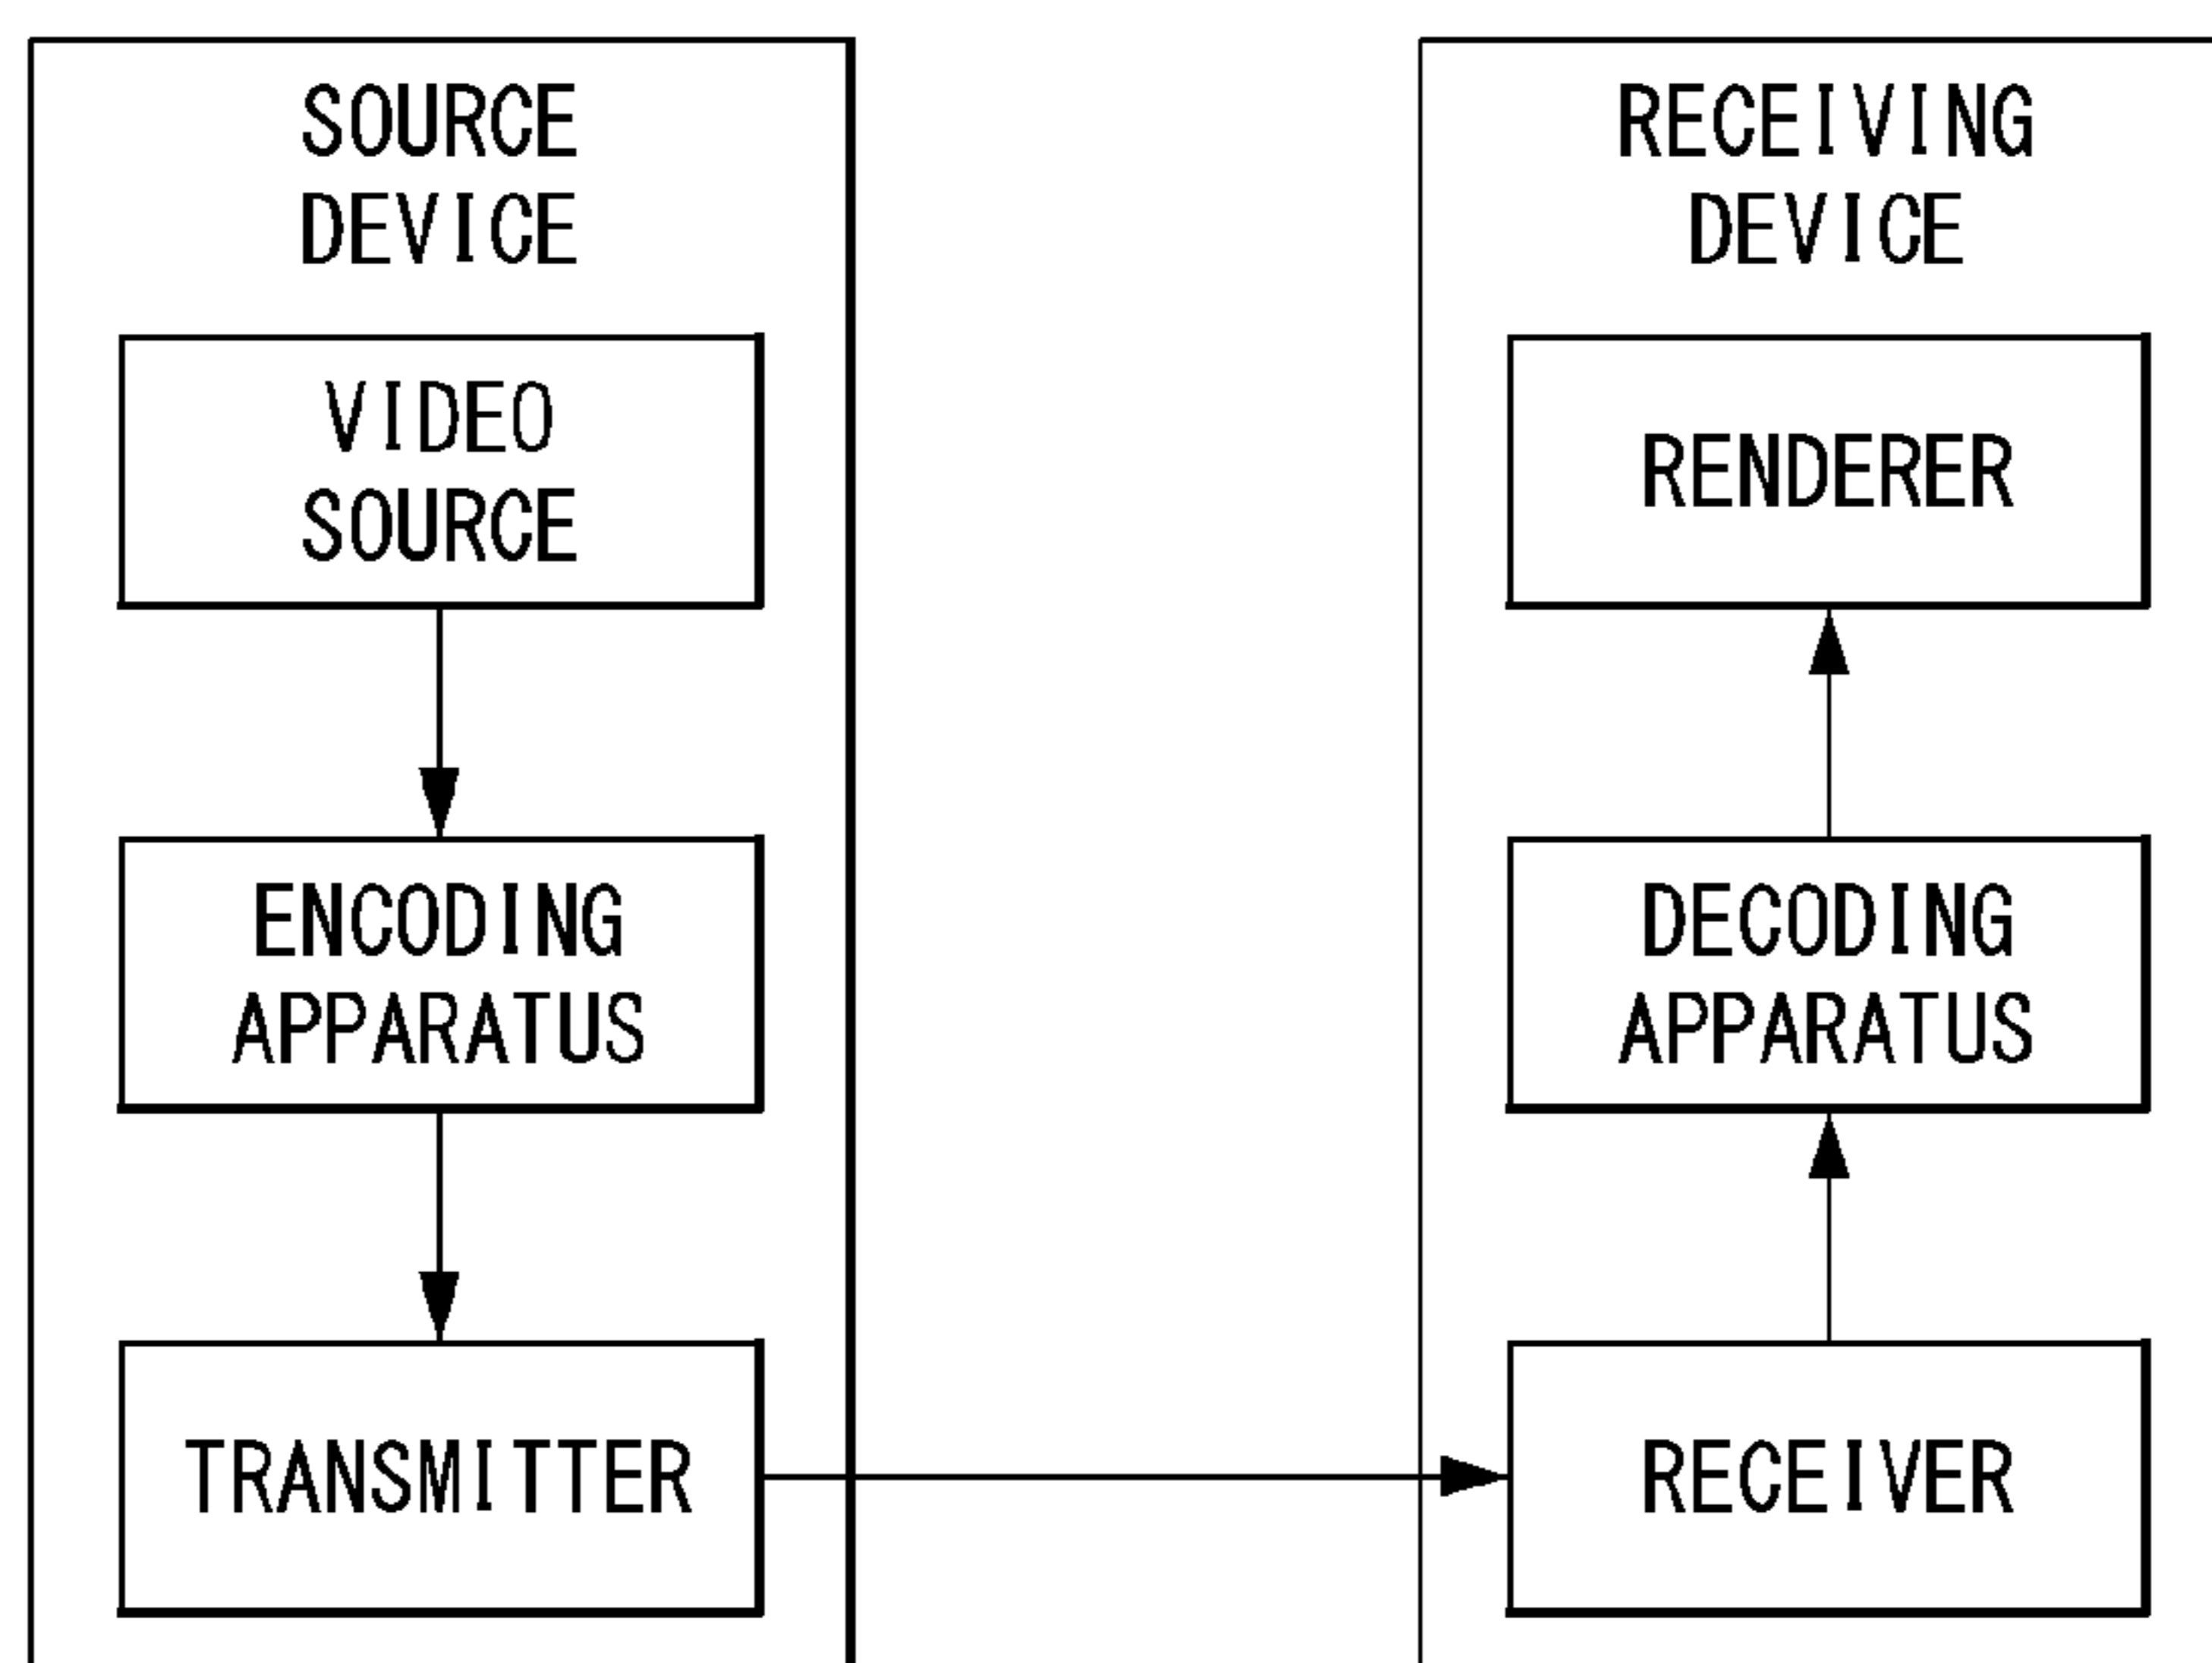 SOURCE
DEVICE
VIDEO
SOURCE
ENCODING
APPARATUS
TRANSMITTER
RECEIVING
DEVICE
RENDERER
DECODING
APPARATUS
RECEIVER